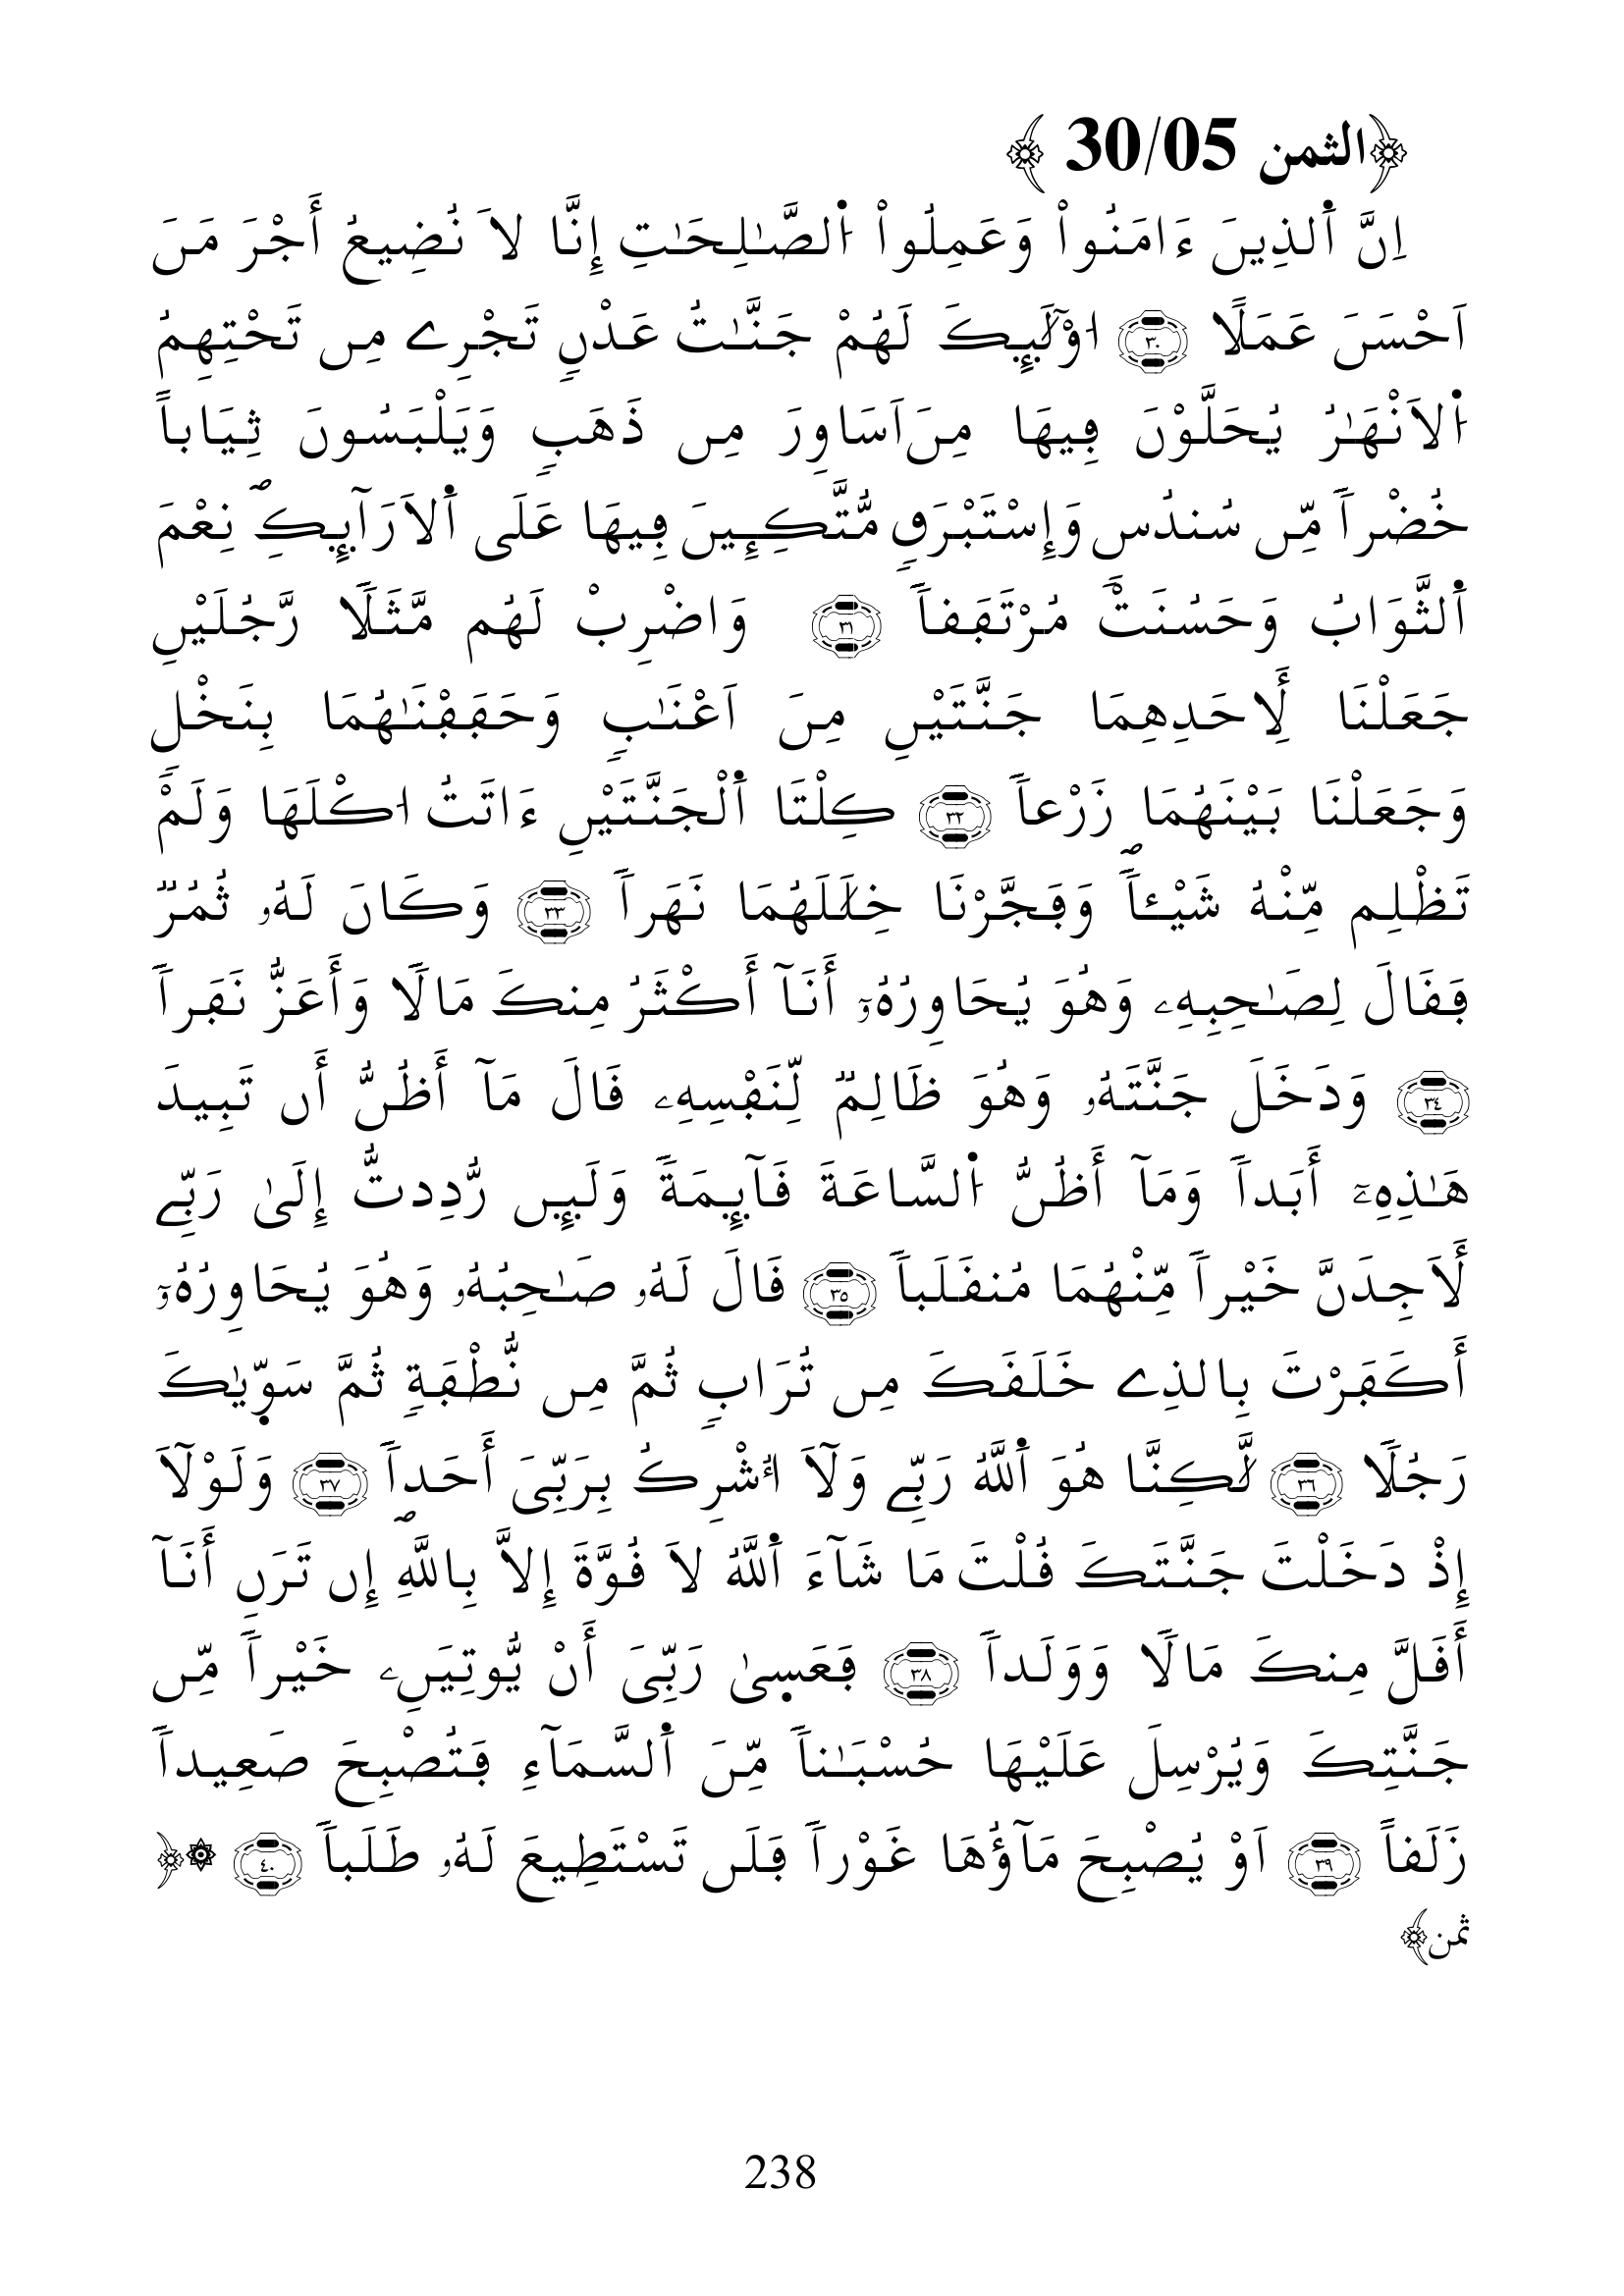 ﴿الثمن 30/05 ﴾
اِنَّ اَ۬لذِينَ ءَامَنُواْ وَعَمِلُواْ اُ۬لصَّٰلِحَٰتِ إِنَّا لاَ نُضِيعُ أَجْرَ مَنَ
اَحْسَنَ عَمَلًا ٣٠ ا۟وْلَٰٓئِكَ لَهُمْ جَنَّٰتُ عَدْنٖ تَجْرِے مِن تَحْتِهِمُ
اُ۬لاَنْهَٰرُ يُحَلَّوْنَ فِيهَا مِنَ اَسَاوِرَ مِن ذَهَبٖ وَيَلْبَسُونَ ثِيَاباً
خُضْراٗ مِّن سُندُسٖ وَإِسْتَبْرَقٖ مُّتَّكِـِٕينَ فِيهَا عَلَى اَ۬لاَرَآئِكِۖ نِعْمَ
اَ۬لثَّوَابُ وَحَسُنَتْ مُرْتَفَقاٗۖ ٣١ وَاضْرِبْ لَهُم مَّثَلًا رَّجُلَيْنِ
جَعَلْنَا لِأَحَدِهِمَا جَنَّتَيْنِ مِنَ اَعْنَٰبٖ وَحَفَفْنَٰهُمَا بِنَخْلٖ
وَجَعَلْنَا بَيْنَهُمَا زَرْعاٗ ٣٢ كِلْتَا اَ۬لْجَنَّتَيْنِ ءَاتَتُ ا۟كْلَهَا وَلَمْ
تَظْلِم مِّنْهُ شَيْـٔاٗۖ وَفَجَّرْنَا خِلَٰلَهُمَا نَهَراٗ ٣٣ وَكَانَ لَهُۥ ثُمُرٞ
فَقَالَ لِصَٰحِبِهِۦ وَهُوَ يُحَاوِرُهُۥٓ أَنَآ أَكْثَرُ مِنكَ مَالًا وَأَعَزُّ نَفَراٗ
٣٤ وَدَخَلَ جَنَّتَهُۥ وَهُوَ ظَالِمٞ لِّنَفْسِهِۦ قَالَ مَآ أَظُنُّ أَن تَبِيدَ
هَٰذِهِۦٓ أَبَداٗ وَمَآ أَظُنُّ اُ۬لسَّاعَةَ قَآئِمَةٗ وَلَئِن رُّدِدتُّ إِلَىٰ رَبِّے
لَأَجِدَنَّ خَيْراٗ مِّنْهُمَا مُنقَلَباٗ ٣٥ قَالَ لَهُۥ صَٰحِبُهُۥ وَهُوَ يُحَاوِرُهُۥٓ
أَكَفَرْتَ بِالذِے خَلَقَكَ مِن تُرَابٖ ثُمَّ مِن نُّطْفَةٖ ثُمَّ سَوّ۪يٰكَ
رَجُلًا ٣٦ لَّٰكِنَّا هُوَ اَ۬للَّهُ رَبِّے وَلَآ أُشْرِكُ بِرَبِّيَ أَحَداٗۖ ٣٧ وَلَوْلَآ
إِذْ دَخَلْتَ جَنَّتَكَ قُلْتَ مَا شَآءَ اَ۬للَّهُ لاَ قُوَّةَ إِلاَّ بِاللَّهِ إِن تَرَنِ أَنَآ
أَقَلَّ مِنكَ مَالًا وَوَلَداٗ ٣٨ فَعَس۪ىٰ رَبِّيَ أَنْ يُّوتِيَنِۦ خَيْراٗ مِّن
جَنَّتِكَ وَيُرْسِلَ عَلَيْهَا حُسْبَٰناٗ مِّنَ اَ۬لسَّمَآءِ فَتُصْبِحَ صَعِيداٗ
زَلَقاً ٣٩ اَوْ يُصْبِحَ مَآؤُهَا غَوْراٗ فَلَن تَسْتَطِيعَ لَهُۥ طَلَباٗ ٤٠ ۞﴿
ثمن﴾
238